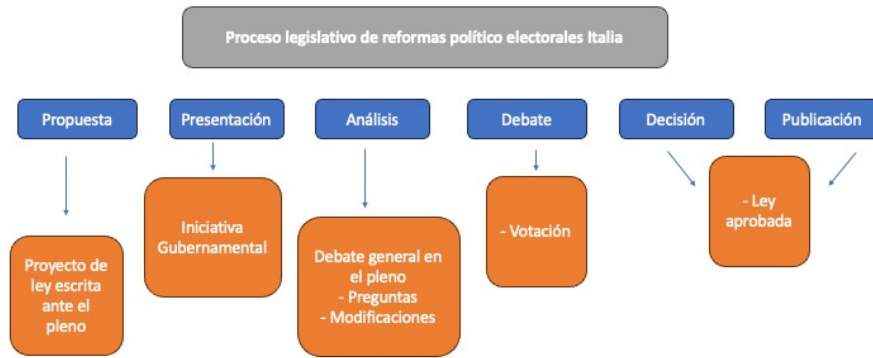 Proceso legislativo de reformas político electorales Italia
Propuesta
Presentación
Análisis
Debate
Decisión
Publicación
Proyecto de
ley escrita
ante el
pleno
Iniciativa
Gubernamental
Debate general en
el pleno
- Preguntas
- Modificaciones
- Votación
- Ley
aprobada